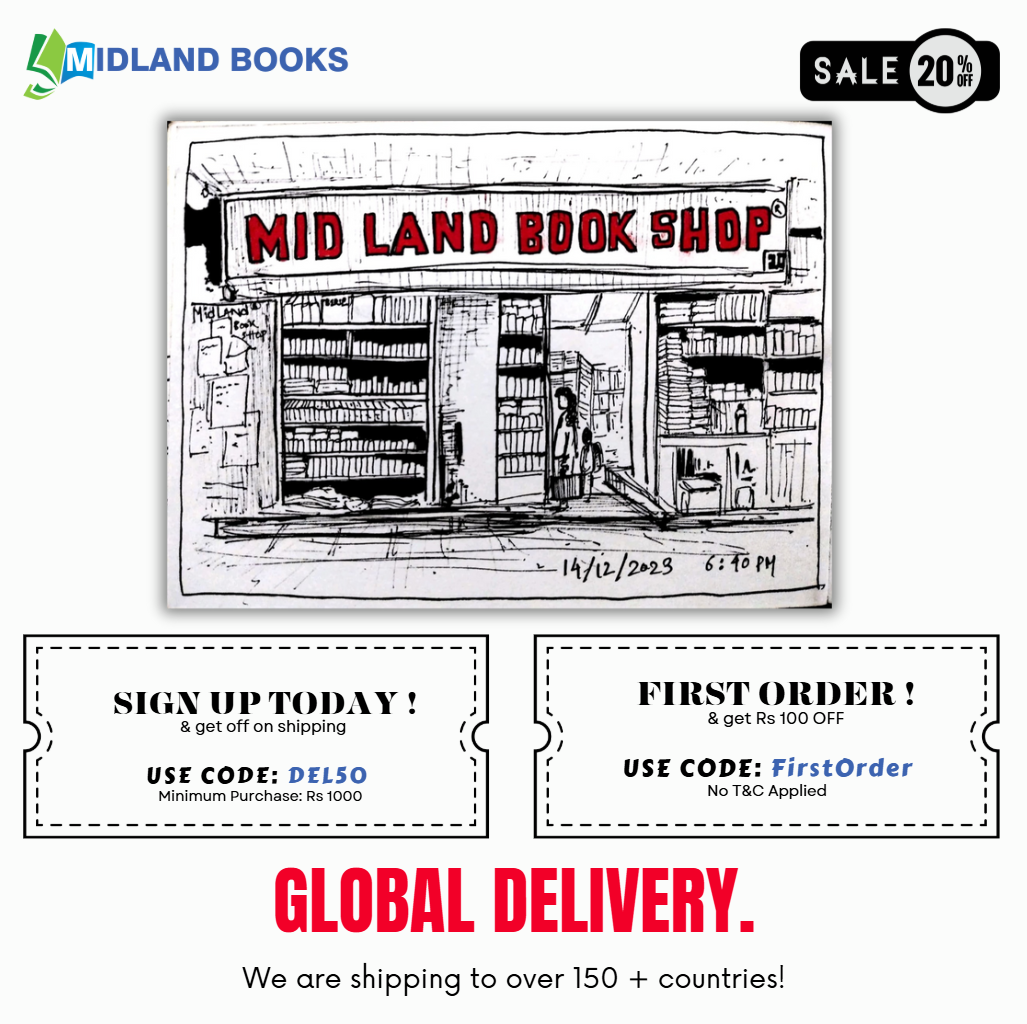 MIDLAND BOOKS
SALE 20% OFF
MID LAND BOOK SHOP®
MidLAND
Book
SHOP
14/12/2023 6:40 PM
SIGN UP TODAY !
& get off on shipping
USE CODE: DEL50
Minimum Purchase: Rs 1000
FIRST ORDER !
& get Rs 100 OFF
USE CODE: FirstOrder
No T&C Applied
GLOBAL DELIVERY.
We are shipping to over 150 + countries!